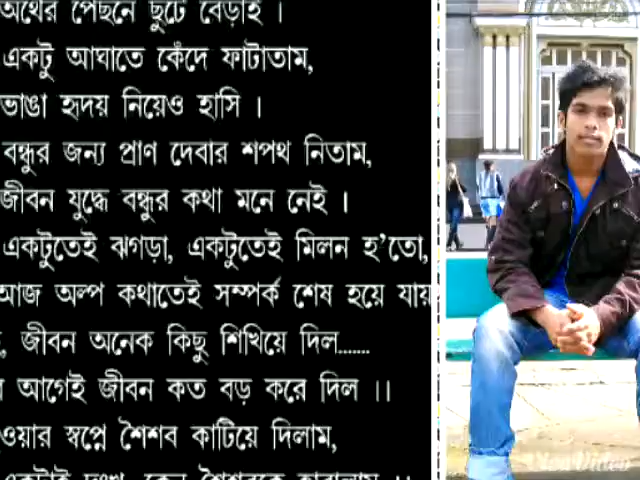 অর্থের পেছনে ছুটে বেড়াই ।
একটু আঘাতে কেঁদে ফাটাতাম,
ভাঙা হৃদয় নিয়েও হাসি ।
বন্ধুর জন্য প্রাণ দেবার শপথ নিতাম,
জীবন যুদ্ধে বন্ধুর কথা মনে নেই ।
একটুতেই ঝগড়া, একটুতেই মিলন হ'তো,
আজ অল্প কথাতেই সম্পর্ক শেষ হয়ে যায়
জীবন অনেক কিছু শিখিয়ে দিল.......
আগেই জীবন কত বড় করে দিল ।।
স্বপ্নে শৈশব কাটিয়ে দিলাম,
VivaVideo